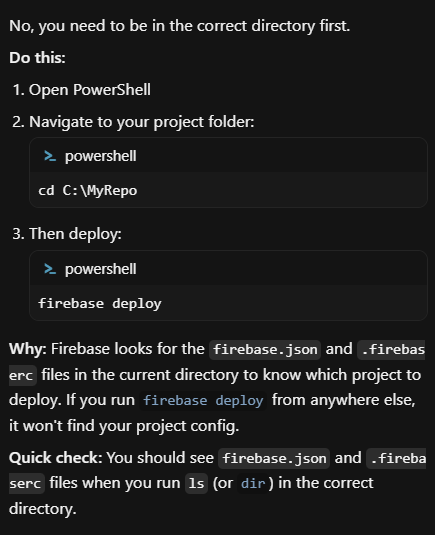 No, you need to be in the correct directory first.
Do this:
1. Open PowerShell
2. Navigate to your project folder:
powershell
cd C:\MyRepo
3. Then deploy:
powershell
firebase deploy
Why: Firebase looks for the firebase.json and .firebas
erc files in the current directory to know which project to
deploy. If you run firebase deploy from anywhere else,
it won't find your project config.
Quick check: You should see firebase.json and .fireba
serc files when you run ls (or dir) in the correct
directory.